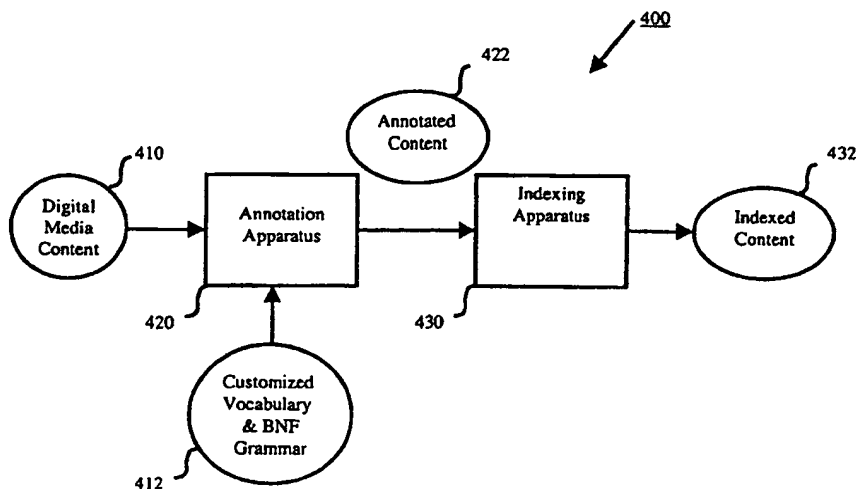 400
422
Annotated
Content
410
432
Digital
Media
Content
Annotation
Apparatus
Indexing
Apparatus
Indexed
Content
420
430
Customized
Vocabulary
& BNF
Grammar
412